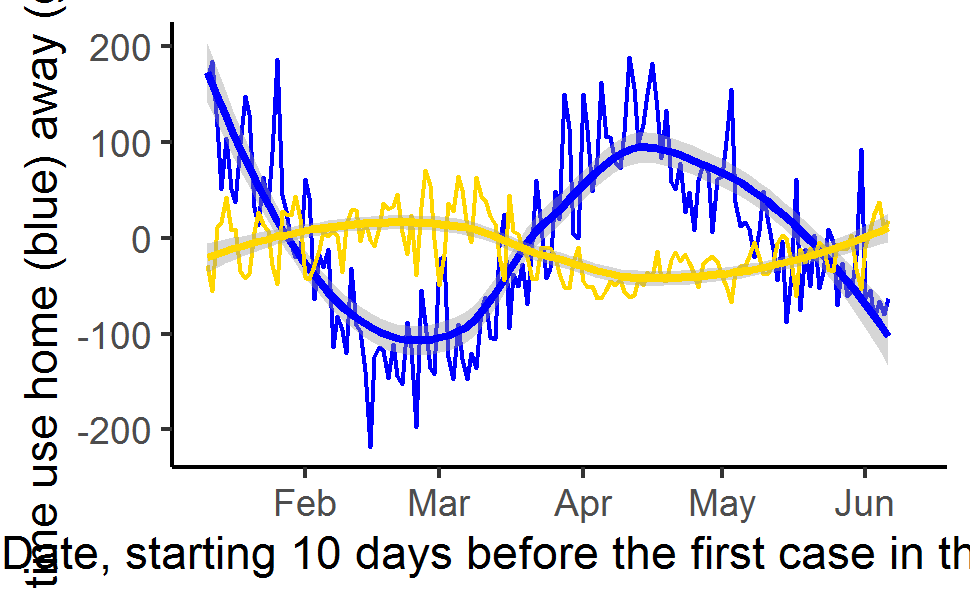 time use home (blue) away (
200
100
0
-100
-200
Feb Mar Apr May Jun
Date, starting 10 days before the first case in th